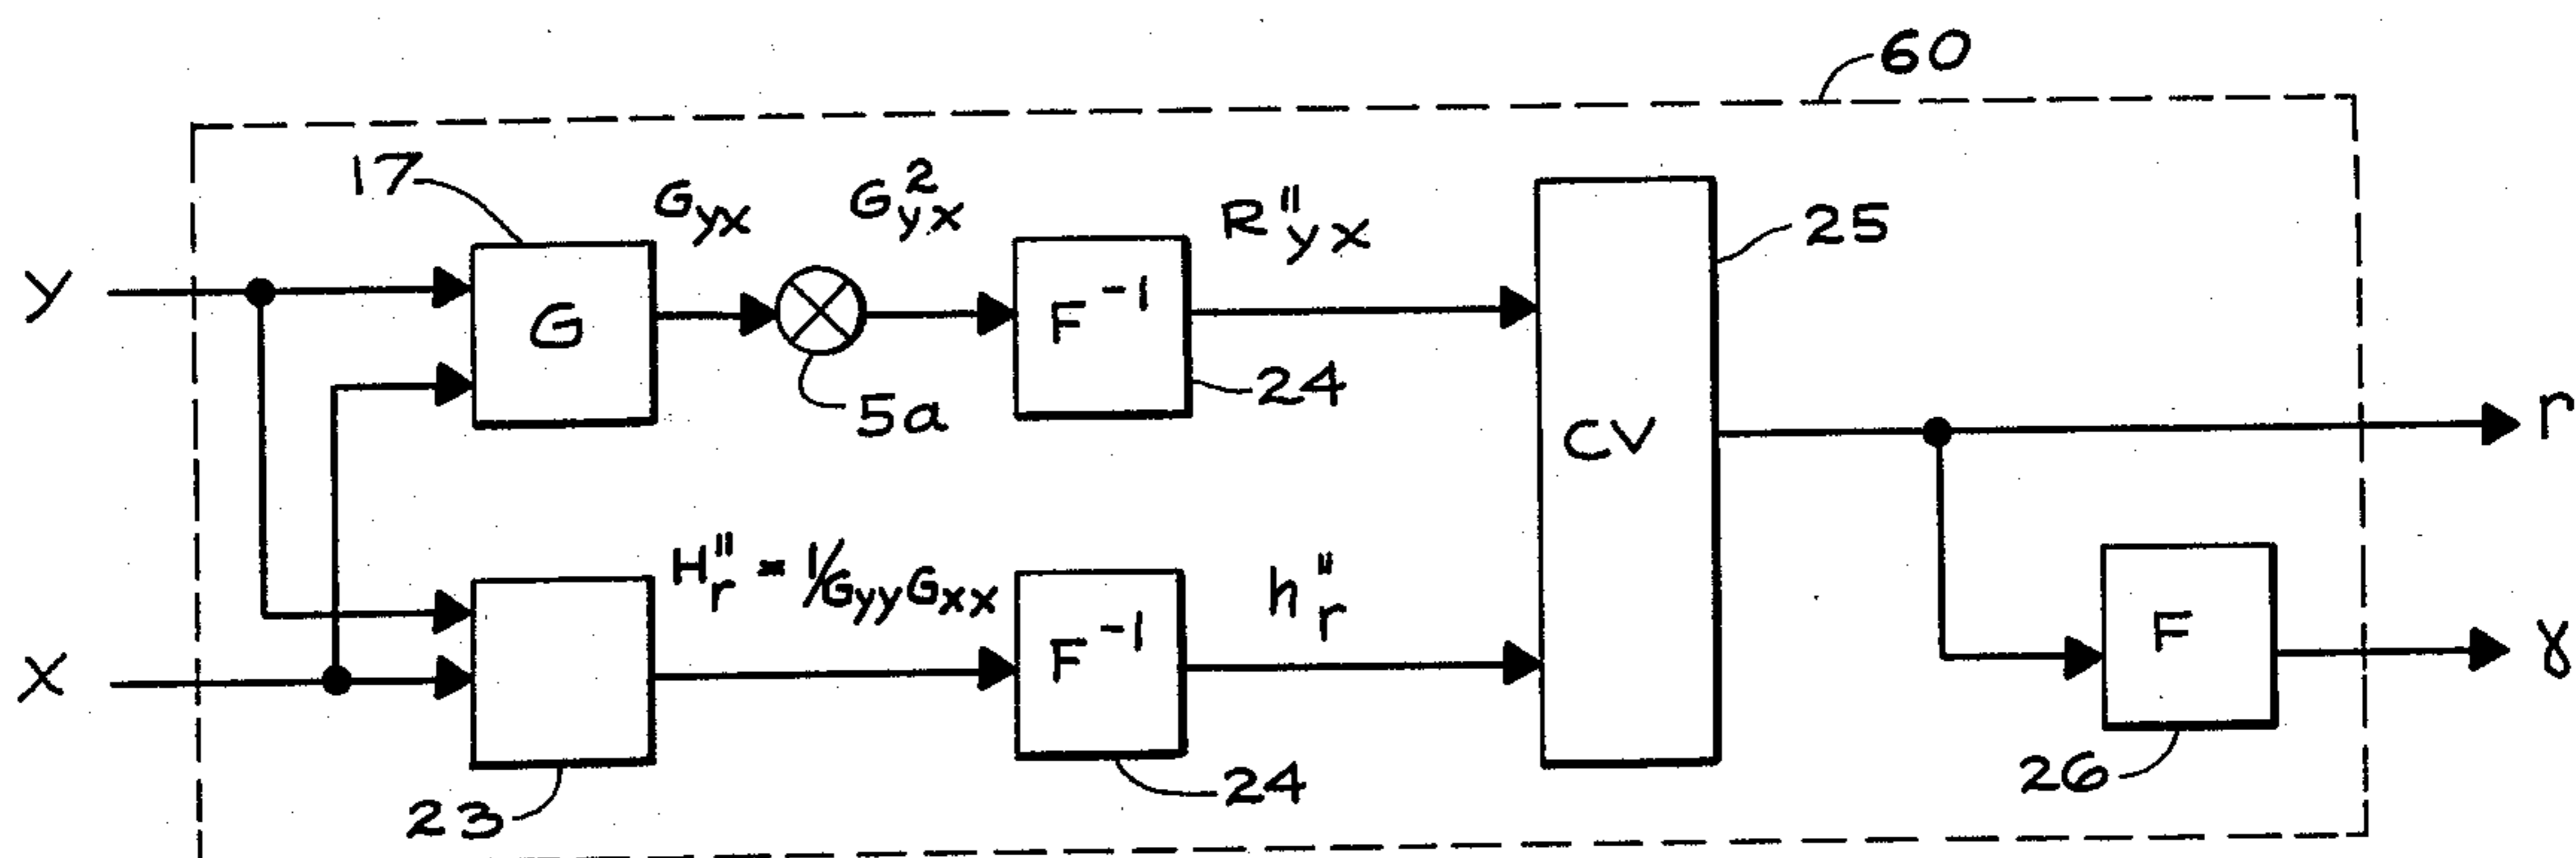 60
17
Gyx
G²yx
R"yx
25
y
G
F⁻¹
5a
24
CV
r
H"r = 1/GyyGxx
h"r
x
F⁻¹
F
γ
23
24
26